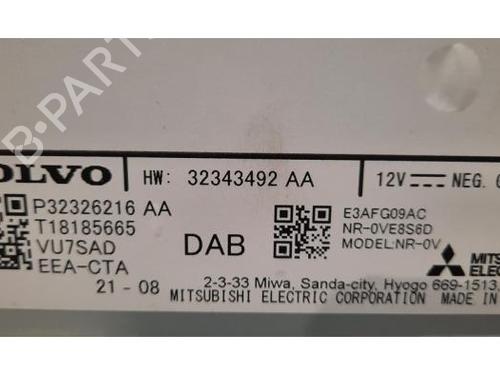 B-PARTS
OLVO
HW: 32343492 AA
12V NEG.
P32326216 AA
T18185665
VU7SAD
EEA-CTA
21-08
DAB
E3AFG09AC
NR-0VE8S6D
MODEL:NR-0V
MITS
ELEC
2-3-33 Miwa, Sanda-city, Hyogo 669-1513,
MITSUBISHI ELECTRIC CORPORATION MADE IN